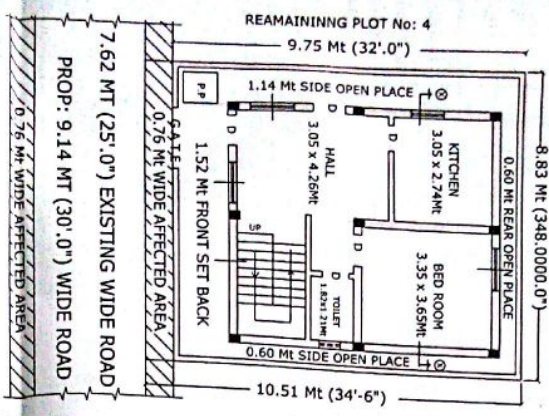 REAMAININNG PLOT No: 4
9.75 Mt (32'.0")
P.P
1.14 Mt SIDE OPEN PLACE
D
D
KITCHEN
3.05 x 2.74Mt
0.60 Mt REAR OPEN PLACE
8.83 Mt (348.0000.0")
7.62 MT (25'.0") EXISTING WIDE ROAD
PROP: 9.14 MT (30'.0") WIDE ROAD
0.76 Mt WIDE AFFECTED AREA
0.76 Mt WIDE AFFECTED AREA
GATE
1.52 Mt FRONT SET BACK
D
HALL
3.05 x 4.26Mt
UP
D
D
TOILET
1.82x1.21Mt
BED ROOM
3.35 x 3.65Mt
0.60 Mt SIDE OPEN PLACE
10.51 Mt (34'-6")